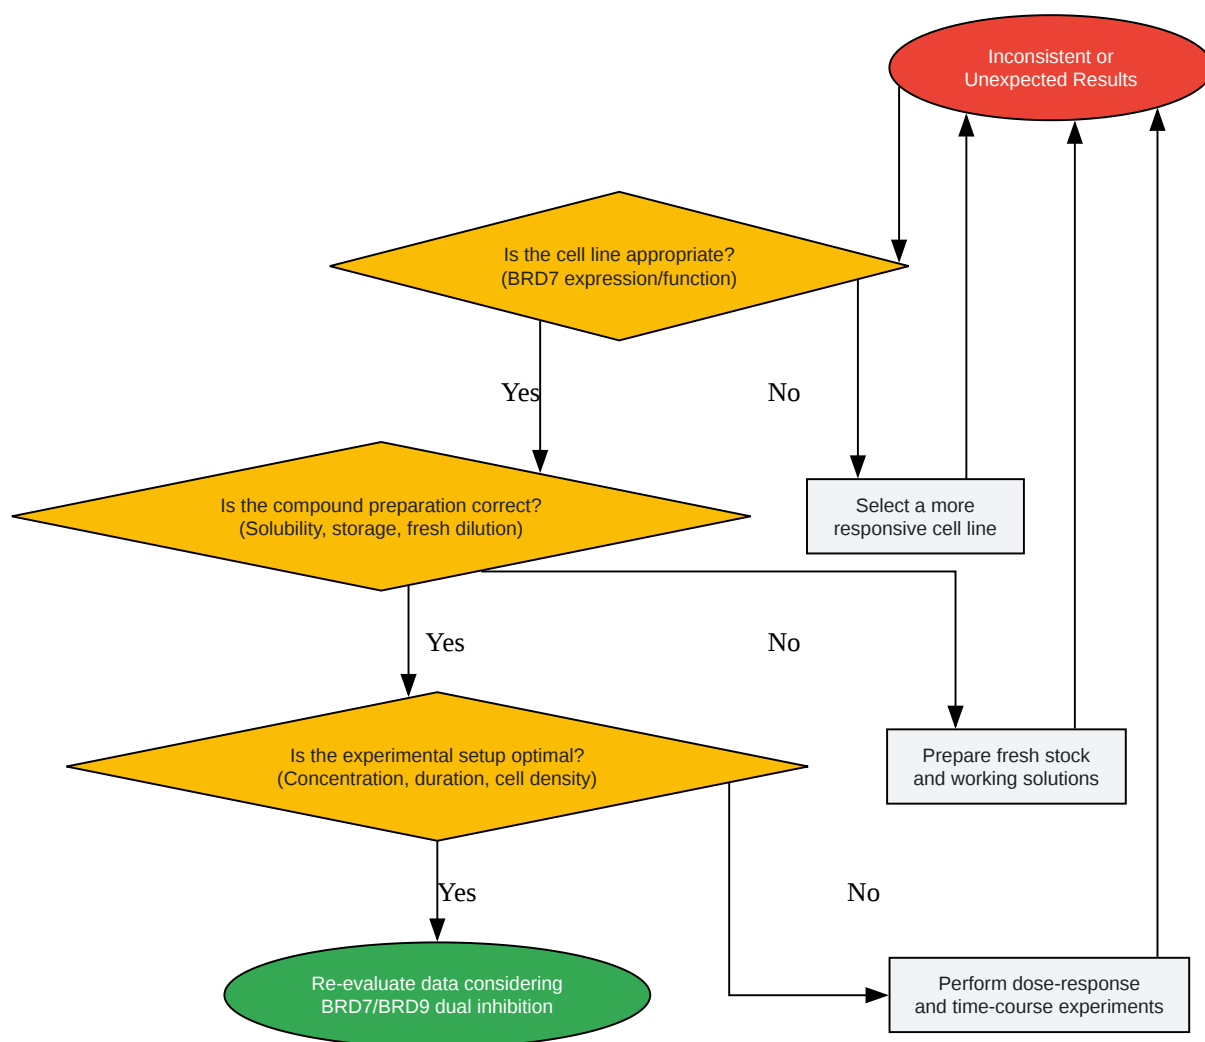 Inconsistent or
Unexpected Results
Is the cell line appropriate?
(BRD7 expression/function)
Yes
No
Select a more
responsive cell line
Is the compound preparation correct?
(Solubility, storage, fresh dilution)
Yes
No
Prepare fresh stock
and working solutions
Is the experimental setup optimal?
(Concentration, duration, cell density)
Yes
No
Re-evaluate data considering
BRD7/BRD9 dual inhibition
Perform dose-response
and time-course experiments